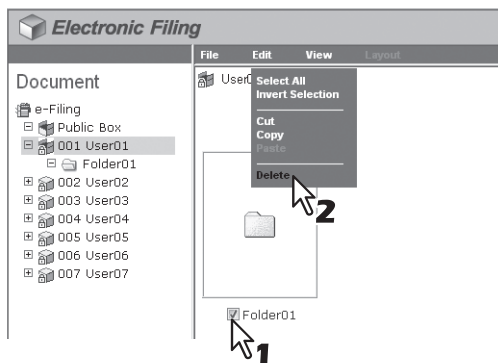 Electronic Filing
File Edit View Layout
Document
e-Filing
Public Box
001 User01
Folder01
002 User02
003 User03
004 User04
005 User05
006 User06
007 User07
User0
Select All
Invert Selection
Cut
Copy
Paste
Delete
2
Folder01
1